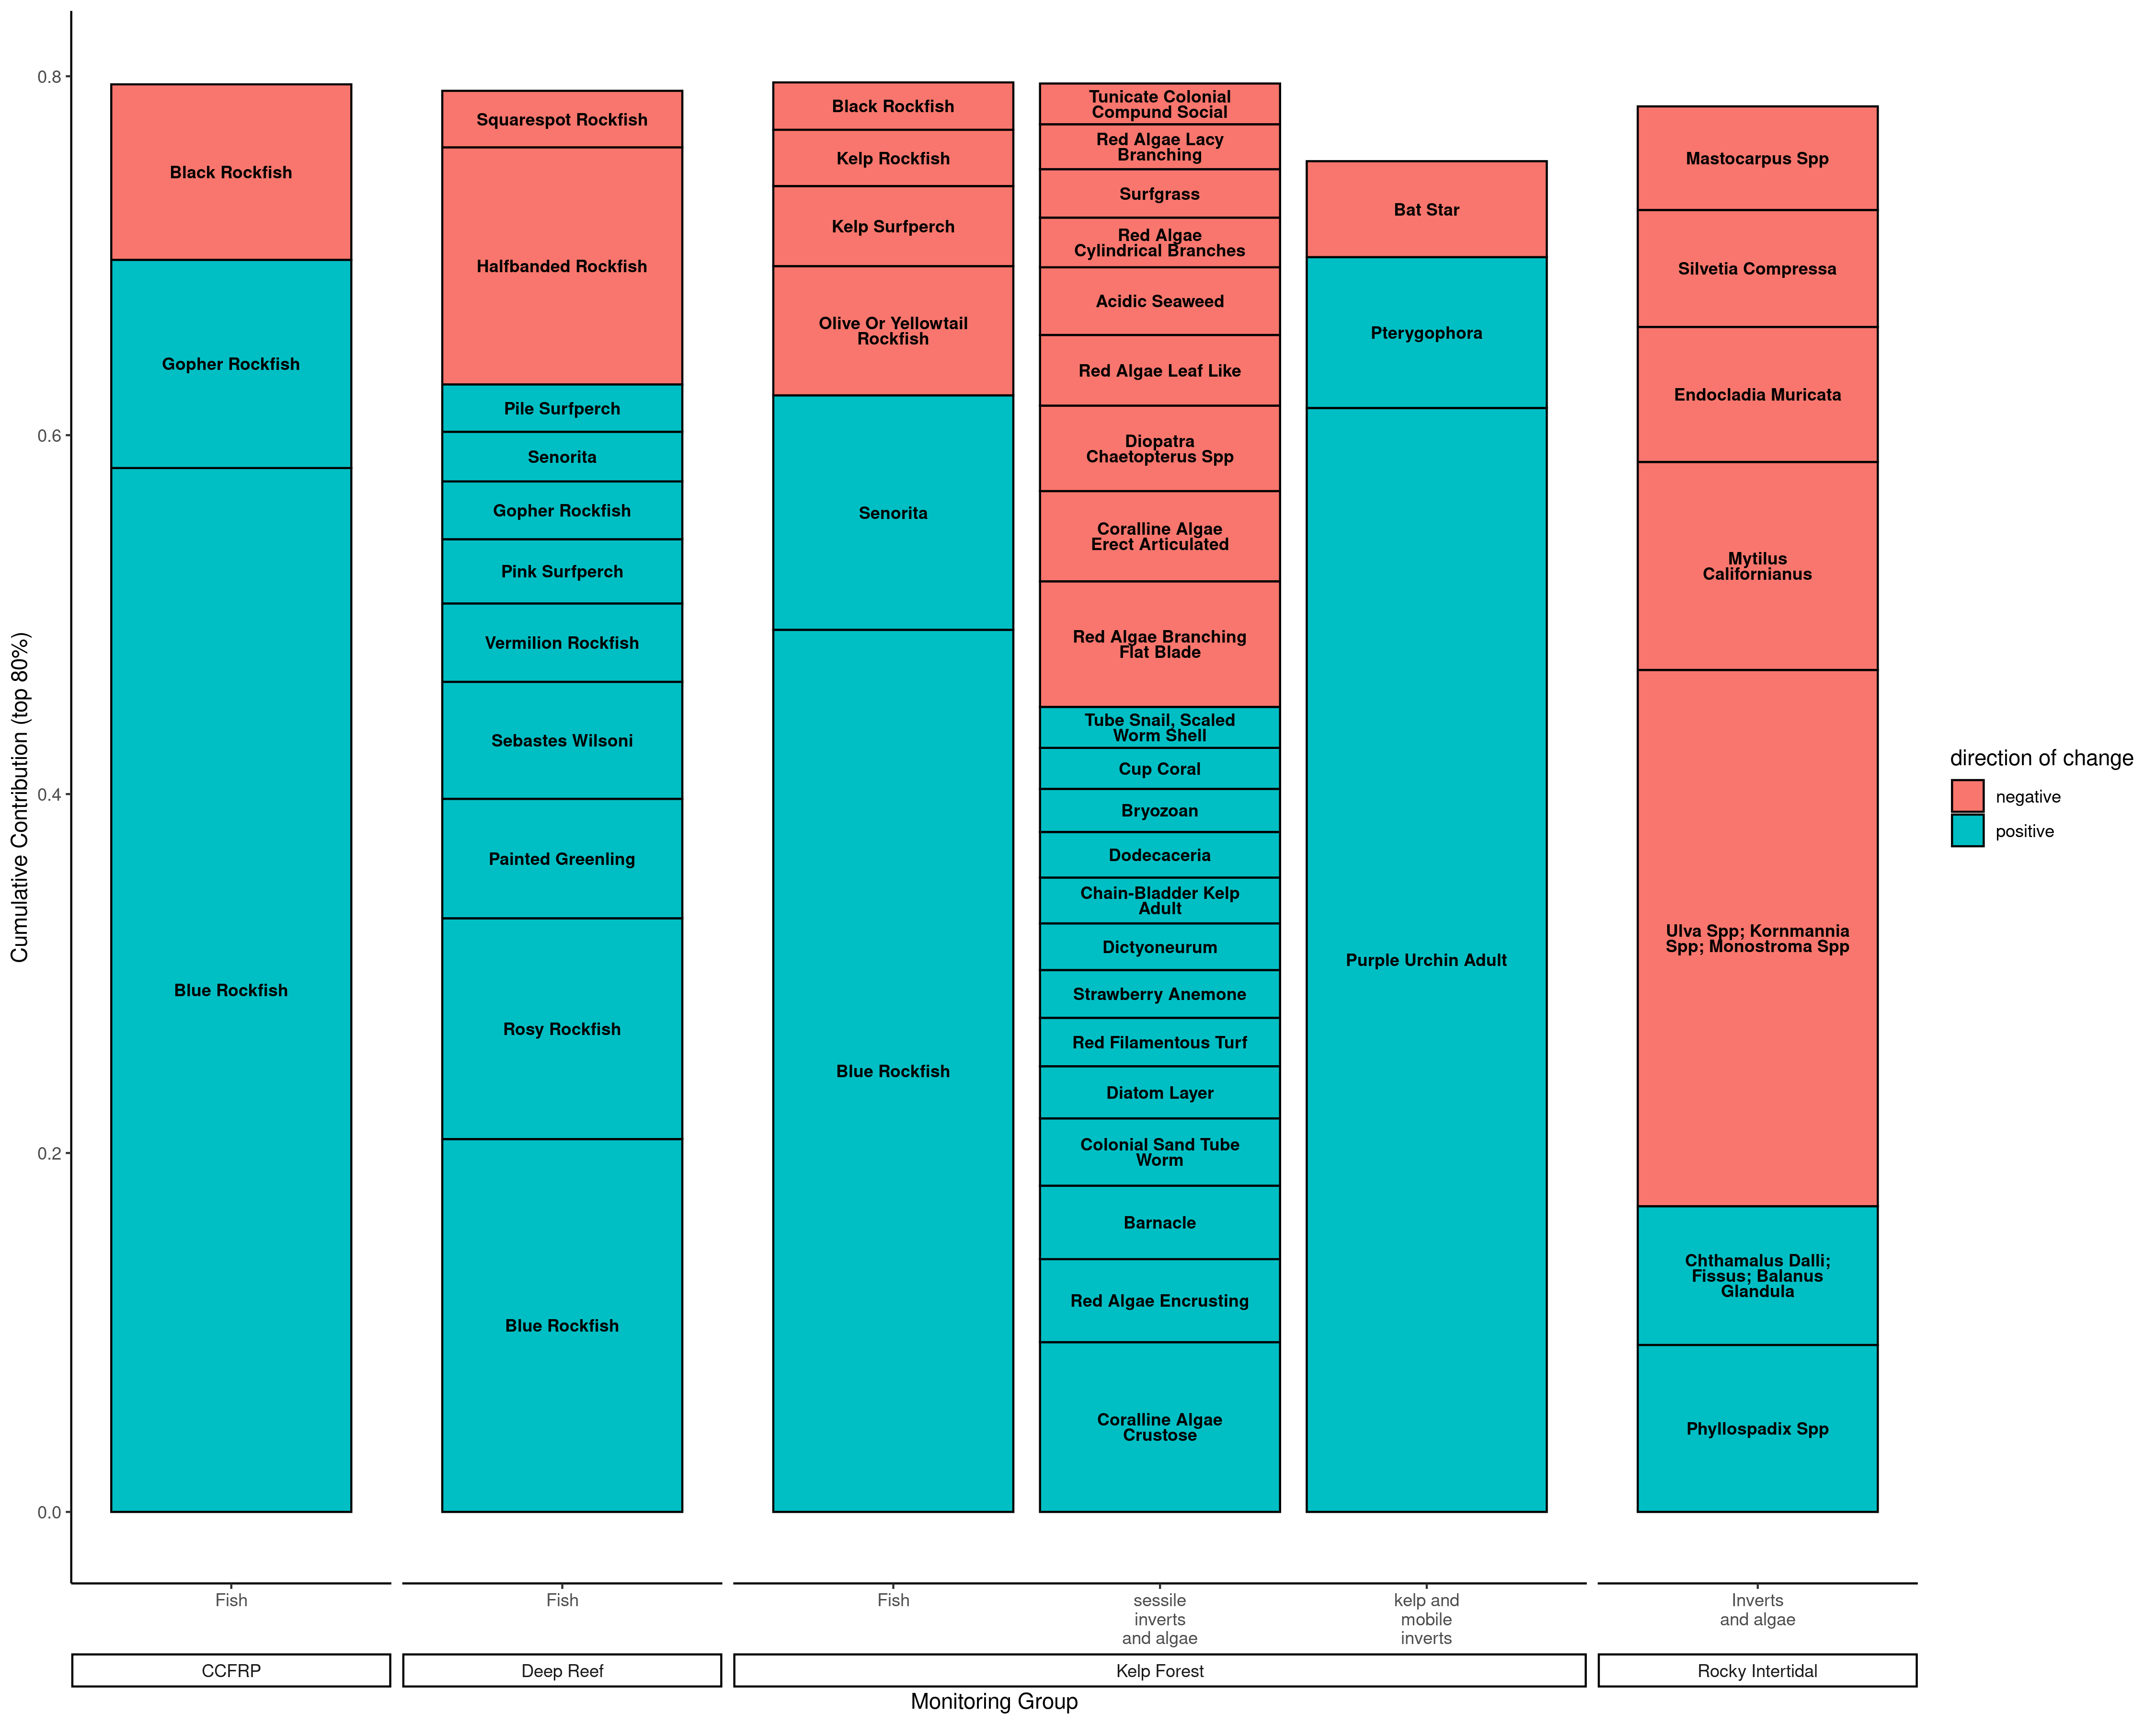 Cumulative Contribution (top 80%)
0.8
0.6
0.4
0.2
0.0
Black Rockfish
Gopher Rockfish
Blue Rockfish
Squarespot Rockfish
Halfbanded Rockfish
Pile Surfperch
Senorita
Gopher Rockfish
Pink Surfperch
Vermilion Rockfish
Sebastes Wilsoni
Painted Greenling
Rosy Rockfish
Blue Rockfish
Black Rockfish
Kelp Rockfish
Kelp Surfperch
Olive Or Yellowtail
Rockfish
Senorita
Blue Rockfish
Tunicate Colonial
Compund Social
Red Algae Lacy
Branching
Surfgrass
Red Algae
Cylindrical Branches
Acidic Seaweed
Red Algae Leaf Like
Diopatra
Chaetopterus Spp
Coralline Algae
Erect Articulated
Red Algae Branching
Flat Blade
Tube Snail, Scaled
Worm Shell
Cup Coral
Bryozoan
Dodecaceria
Chain-Bladder Kelp
Adult
Dictyoneurum
Strawberry Anemone
Red Filamentous Turf
Diatom Layer
Colonial Sand Tube
Worm
Barnacle
Red Algae Encrusting
Coralline Algae
Crustose
Bat Star
Pterygophora
Purple Urchin Adult
Mastocarpus Spp
Silvetia Compressa
Endocladia Muricata
Mytilus
Californianus
Ulva Spp; Kornmannia
Spp; Monostroma Spp
Chthamalus Dalli;
Fissus; Balanus
Glandula
Phyllospadix Spp
direction of change
negative
positive
Fish
Fish
Fish
sessile
inverts
and algae
kelp and
mobile
inverts
Inverts
and algae
CCFRP
Deep Reef
Kelp Forest
Rocky Intertidal
Monitoring Group